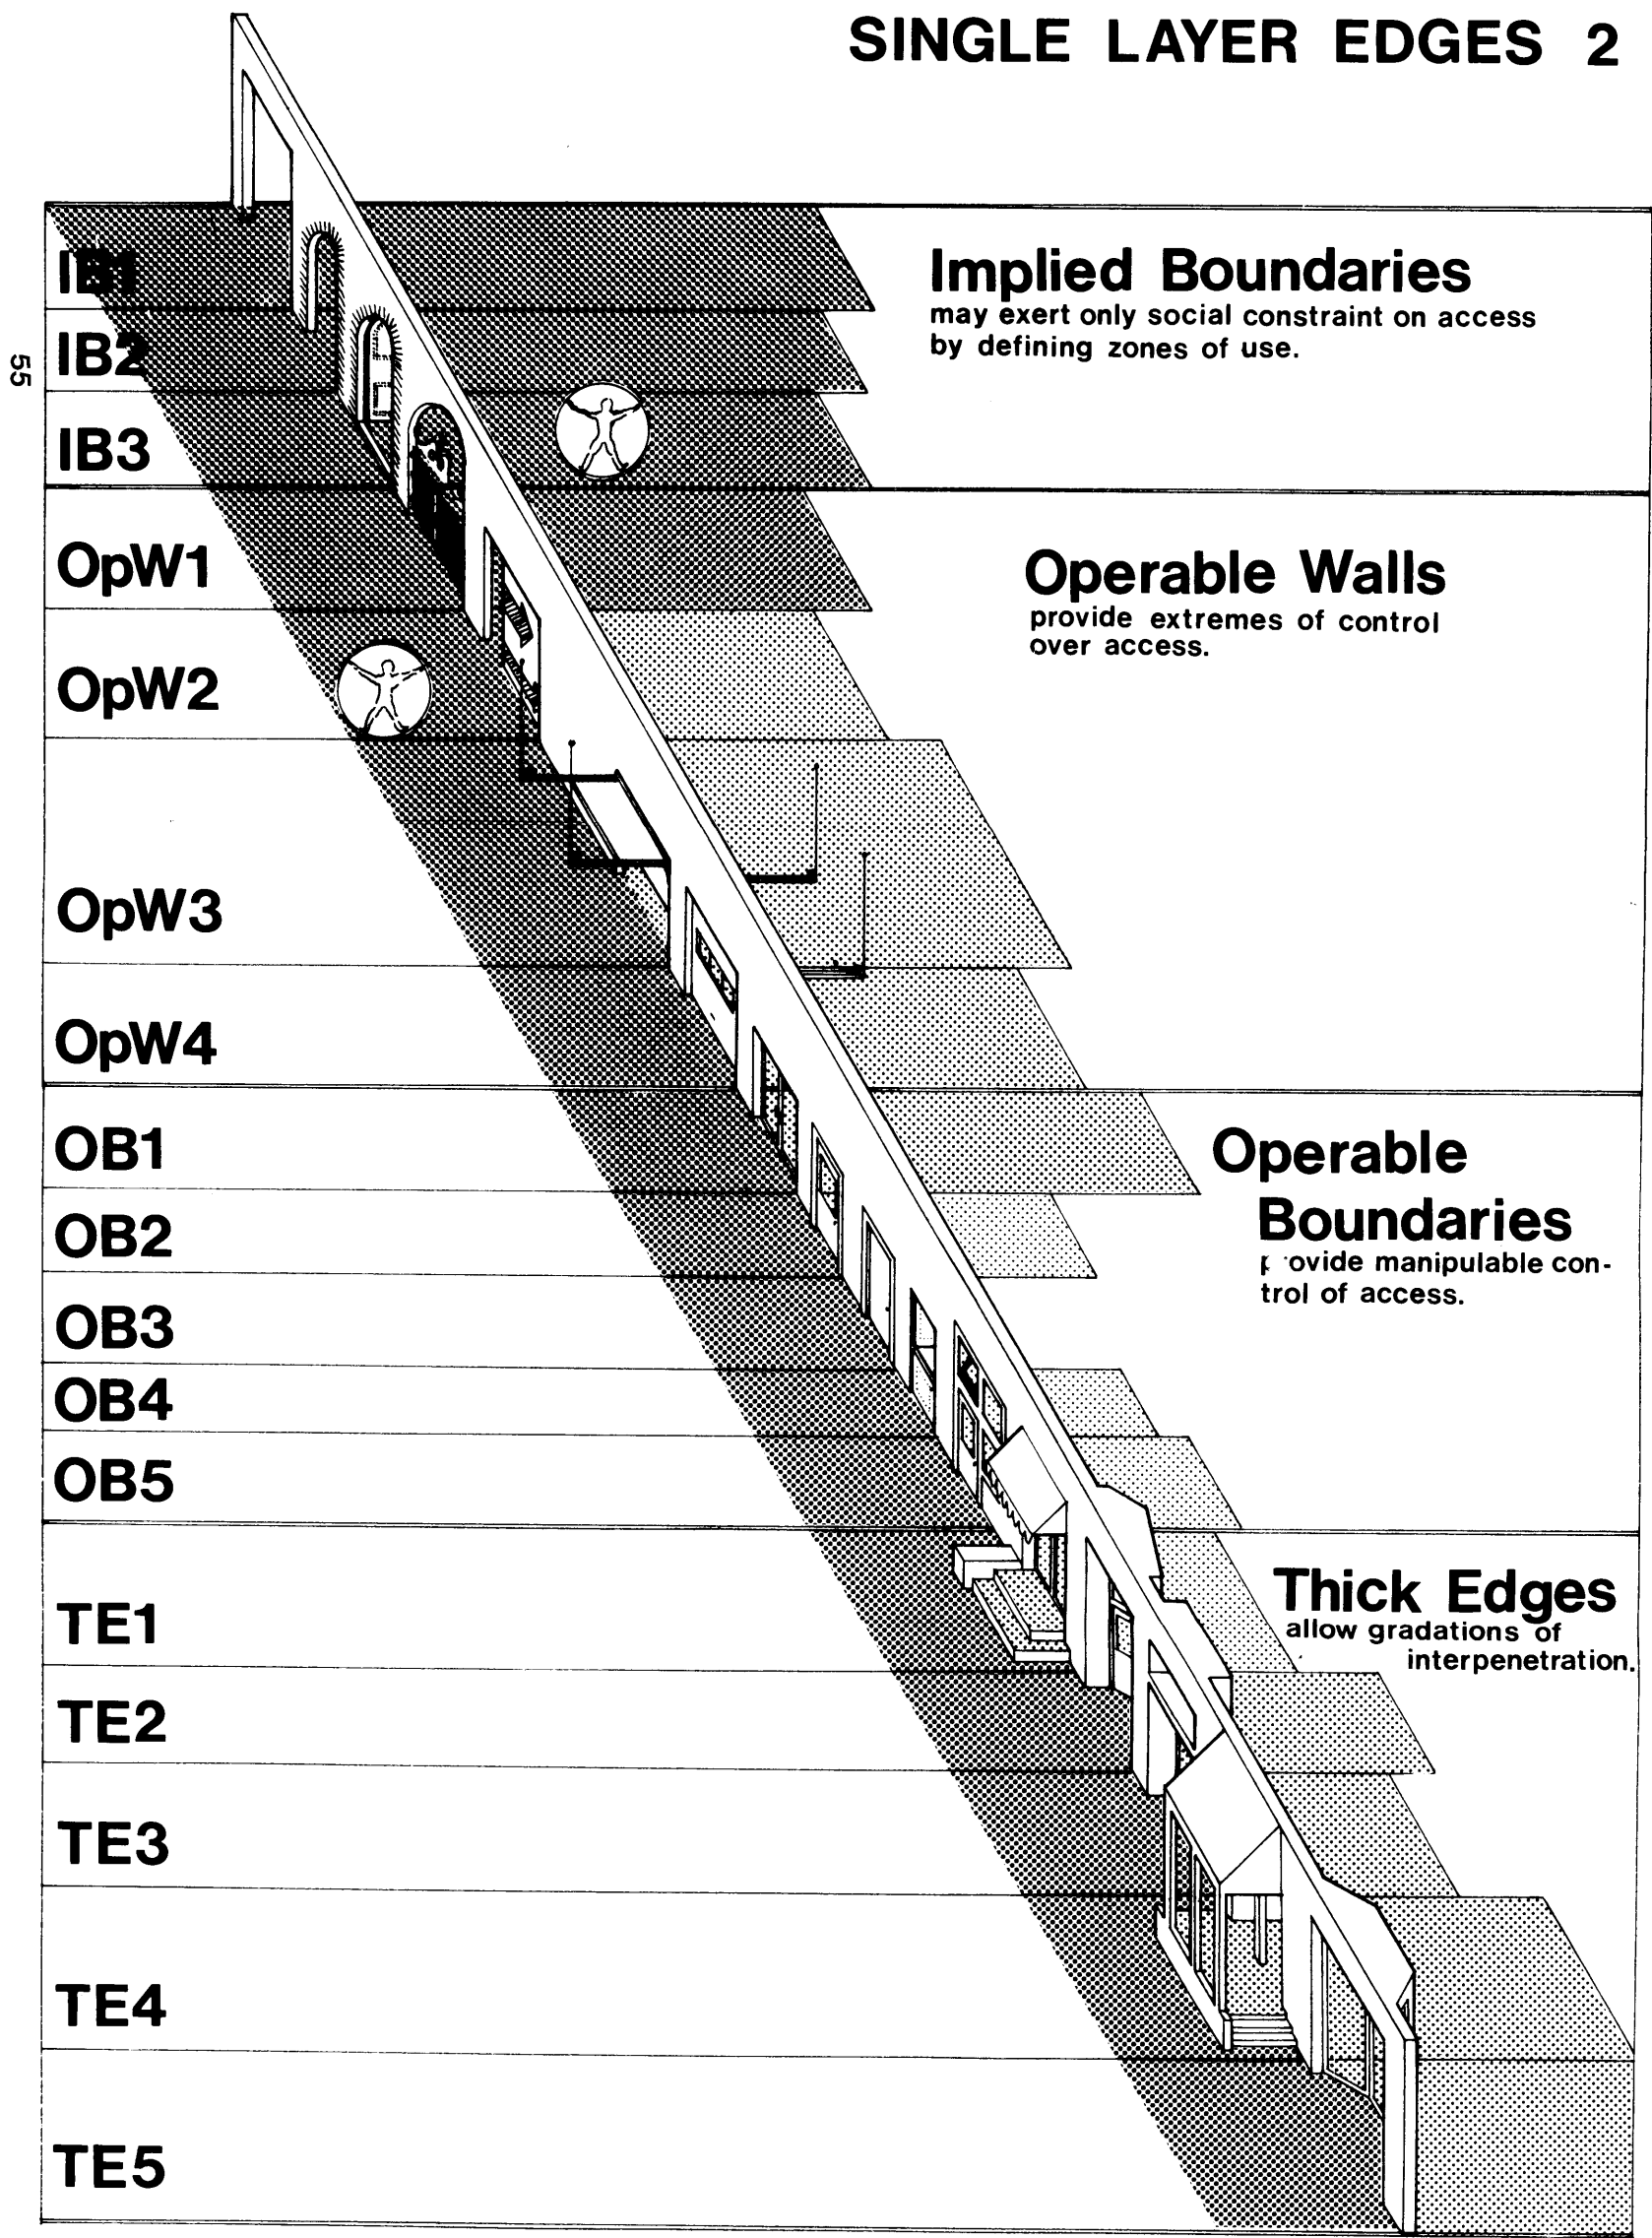 SINGLE LAYER EDGES 2
IB1
Implied Boundaries
may exert only social constraint on access
by defining zones of use.
IB2
55
IB3
OpW1
Operable Walls
provide extremes of control
over access.
OpW2
OpW3
OpW4
OB1
Operable
Boundaries
OB2
p ovide manipulable con-
trol of access.
OB3
OB4
OB5
Thick Edges
allow gradations of
interpenetration.
TE1
TE2
TE3
TE4
TE5